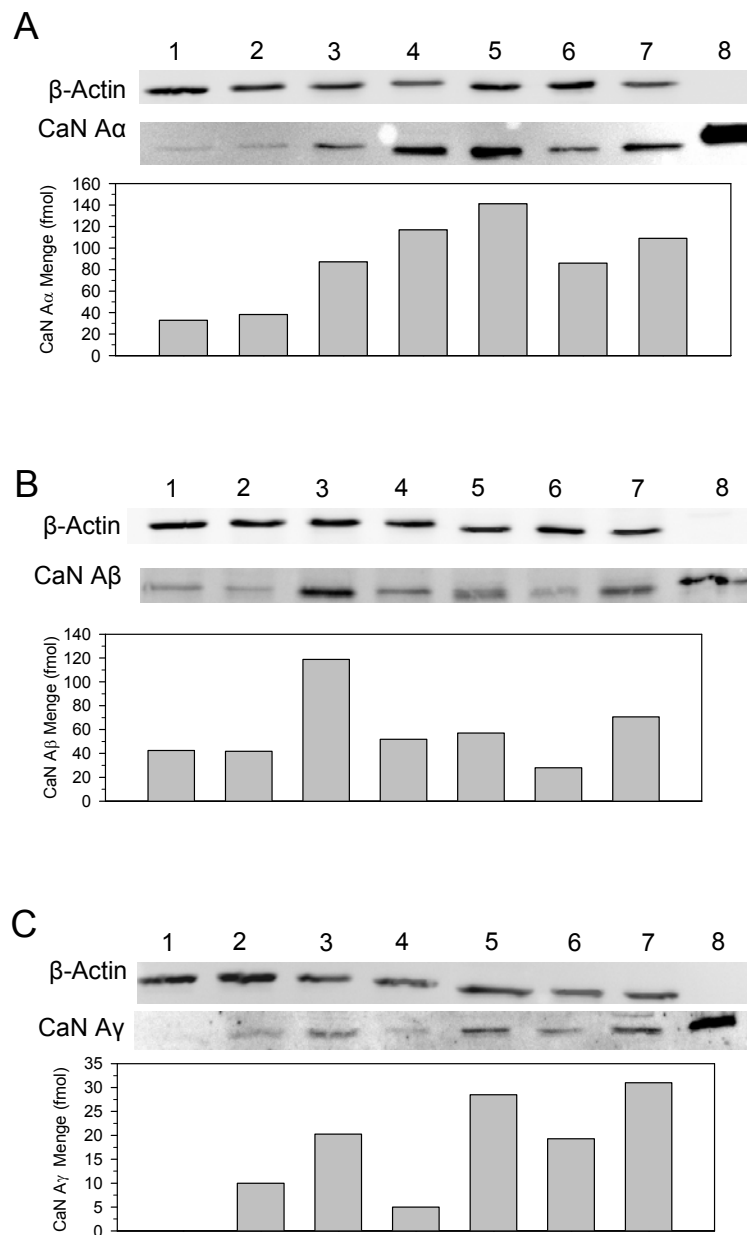 A
1 2 3 4 5 6 7 8
β-Actin
CaN Aα
160
140
120
100
80
60
40
20
0
CaN Aα Menge (fmol)
B
1 2 3 4 5 6 7 8
β-Actin
CaN Aβ
140
120
100
80
60
40
20
0
CaN Aβ Menge (fmol)
C
1 2 3 4 5 6 7 8
β-Actin
CaN Aγ
35
30
25
20
15
10
5
0
CaN Aγ Menge (fmol)